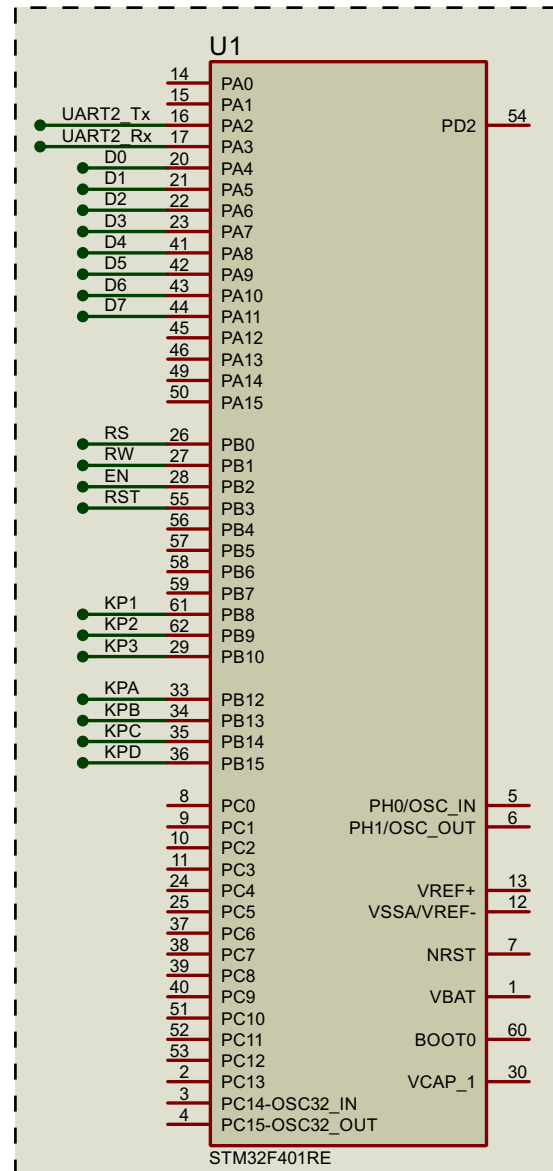 U1
14 PA0
15 PA1
UART2_Tx 16 PA2 PD2 54
UART2_Rx 17 PA3
D0 20 PA4
D1 21 PA5
D2 22 PA6
D3 23 PA7
D4 41 PA8
D5 42 PA9
D6 43 PA10
D7 44 PA11
45 PA12
46 PA13
49 PA14
50 PA15
RS 26 PB0
RW 27 PB1
EN 28 PB2
RST 55 PB3
56 PB4
57 PB5
58 PB6
59 PB7
KP1 61 PB8
KP2 62 PB9
KP3 29 PB10
KPA 33 PB12
KPB 34 PB13
KPC 35 PB14
KPD 36 PB15
8 PC0 PH0/OSC_IN 5
9 PC1 PH1/OSC_OUT 6
10 PC2
11 PC3
24 PC4 VREF+ 13
25 PC5 VSSA/VREF- 12
37 PC6
38 PC7 NRST 7
39 PC8
40 PC9 VBAT 1
51 PC10
52 PC11 BOOT0 60
53 PC12
2 PC13 VCAP_1 30
3 PC14-OSC32_IN
4 PC15-OSC32_OUT
STM32F401RE